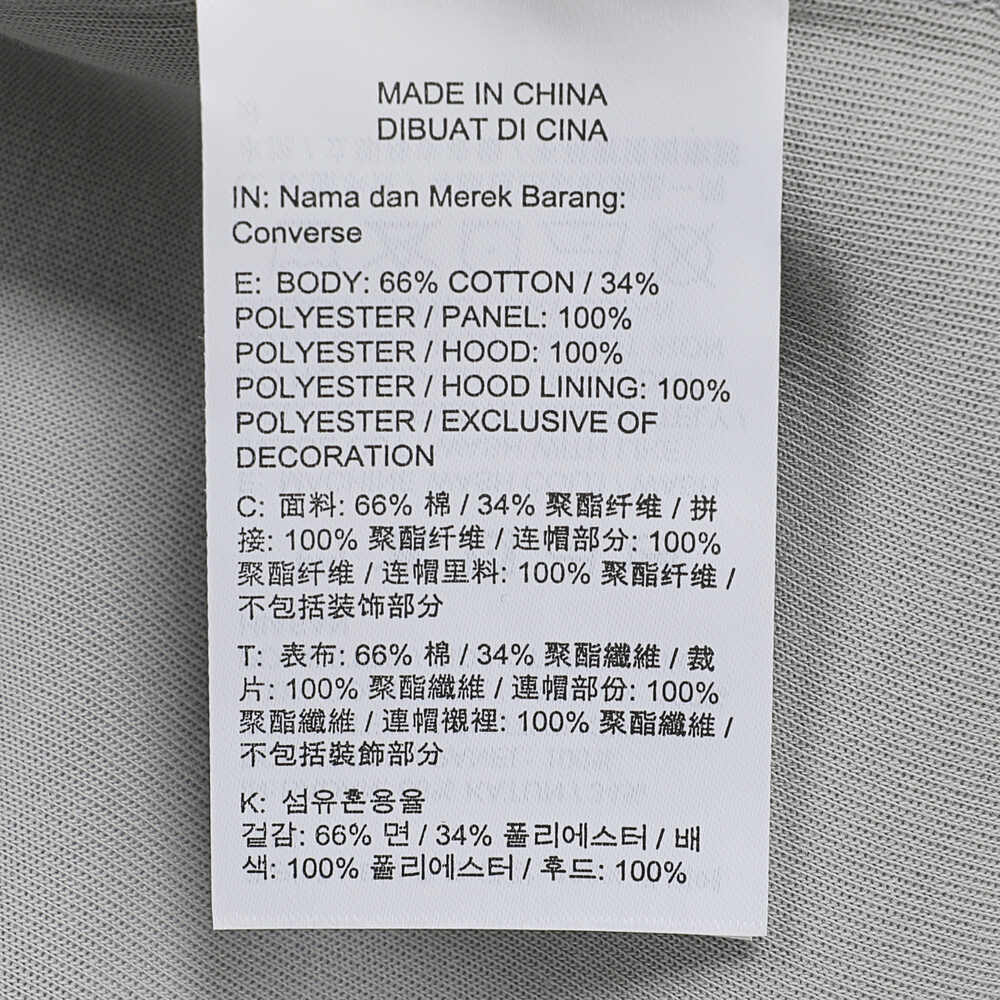 MADE IN CHINA
DIBUAT DI CINA
IN: Nama dan Merek Barang:
Converse
E: BODY: 66% COTTON / 34%
POLYESTER / PANEL: 100%
POLYESTER / HOOD: 100%
POLYESTER / HOOD LINING: 100%
POLYESTER / EXCLUSIVE OF
DECORATION
C: 面料: 66% 棉 / 34% 聚酯纤维 / 拼
接: 100% 聚酯纤维 / 连帽部分: 100%
聚酯纤维 / 连帽里料: 100% 聚酯纤维 /
不包括装饰部分
T: 表布: 66% 棉 / 34% 聚酯纖維 / 裁
片: 100% 聚酯纖維 / 連帽部份: 100%
聚酯纖維 / 連帽襯裡: 100% 聚酯纖維 /
不包括裝飾部分
K: 섬유혼용율
겉감: 66% 면 / 34% 폴리에스터 / 배
색: 100% 폴리에스터 / 후드: 100%